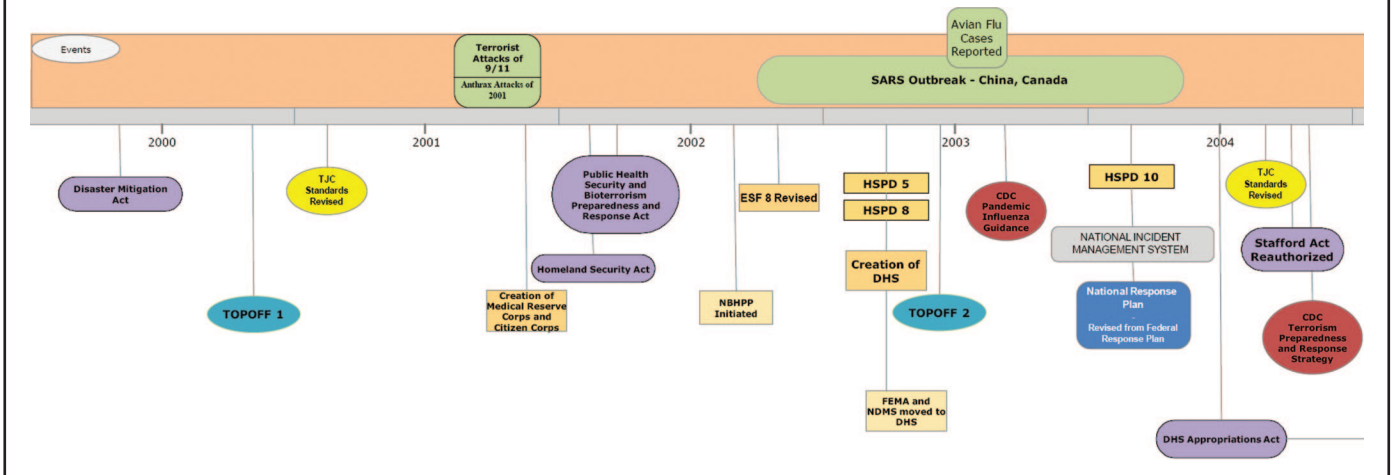 Events
Terrorist
Attacks of
9/11
Anthrax Attacks of
2001
Avian Flu
Cases
Reported
SARS Outbreak - China, Canada
2000
2001
2002
2003
2004
Disaster Mitigation
Act
TOPOFF 1
TJC
Standards
Revised
Creation of
Medical Reserve
Corps and
Citizen Corps
Public Health
Security and
Bioterrorism
Preparedness and
Response Act
Homeland Security Act
NBHPP
Initiated
ESF 8 Revised
HSPD 5
HSPD 8
Creation of
DHS
FEMA and
NDMS moved to
DHS
TOPOFF 2
CDC
Pandemic
Influenza
Guidance
HSPD 10
NATIONAL INCIDENT
MANAGEMENT SYSTEM
National Response
Plan
-
Revised from Federal
Response Plan
DHS Appropriations Act
TJC
Standards
Revised
Stafford Act
Reauthorized
CDC
Terrorism
Preparedness
and Response
Strategy